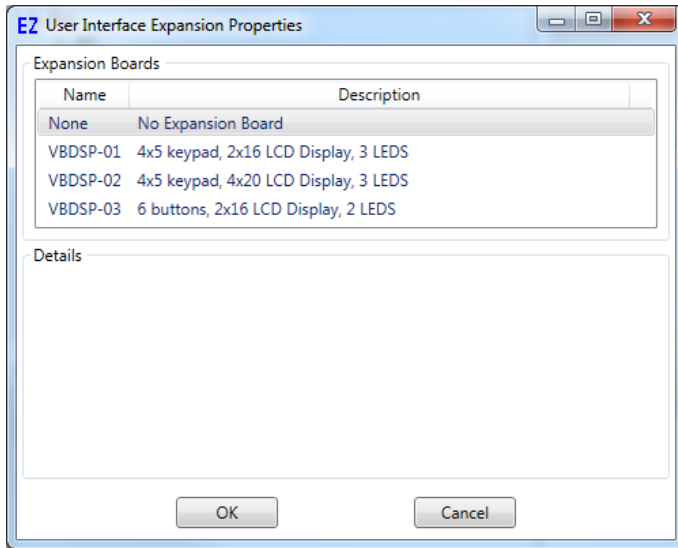 EZ User Interface Expansion Properties
Expansion Boards
Name Description
None No Expansion Board
VBDSP-01 4x5 keypad, 2x16 LCD Display, 3 LEDS
VBDSP-02 4x5 keypad, 4x20 LCD Display, 3 LEDS
VBDSP-03 6 buttons, 2x16 LCD Display, 2 LEDS
Details
OK Cancel